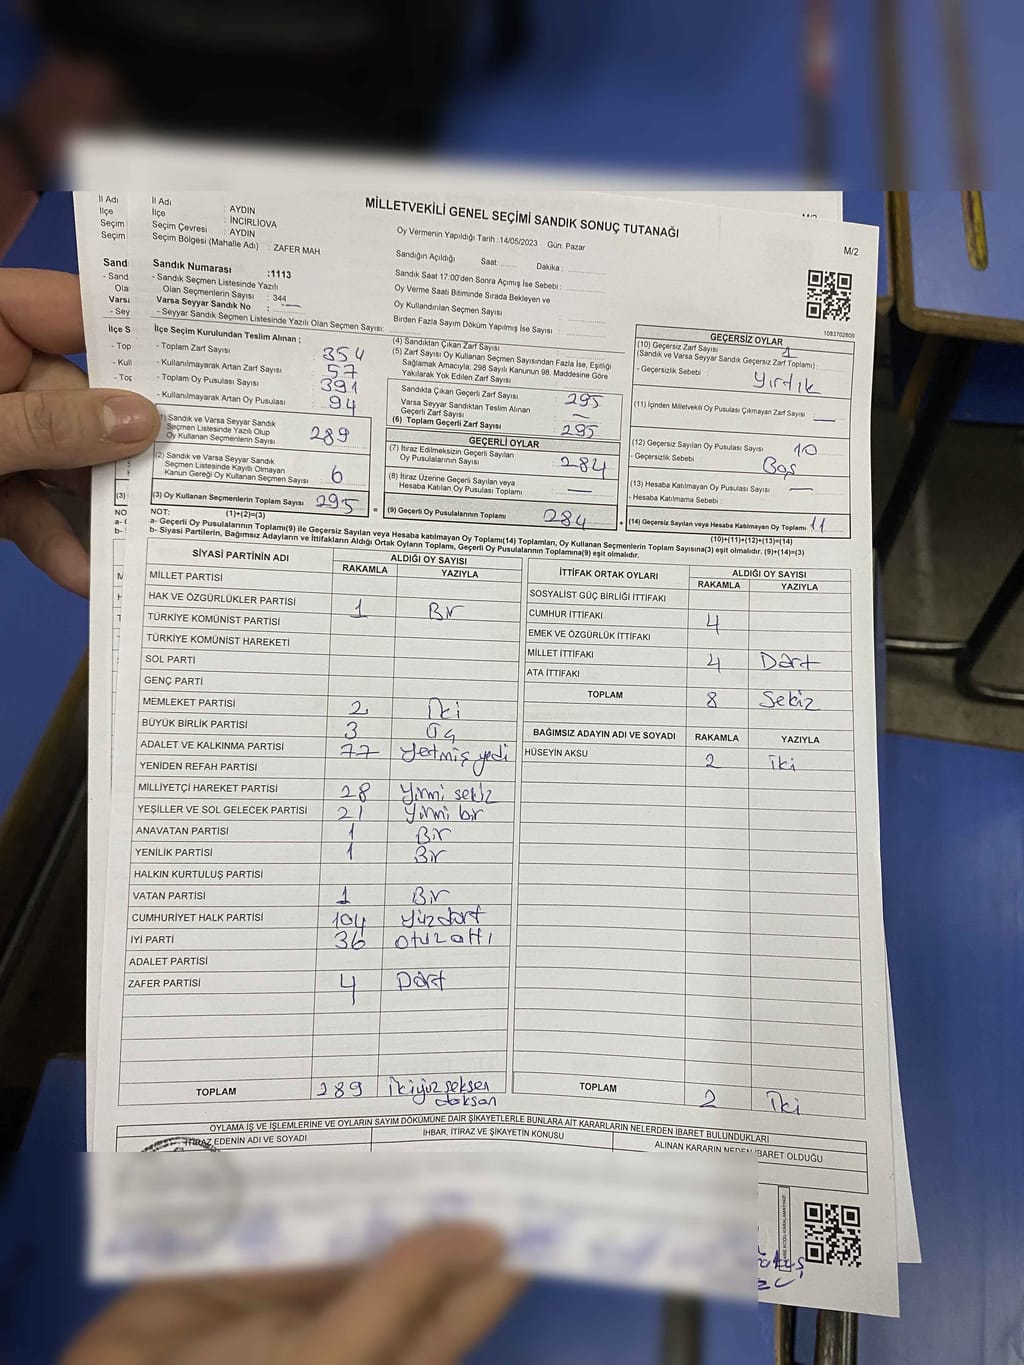 MİLLETVEKİLİ GENEL SEÇİMİ SANDIK SONUÇ TUTANAĞI
M/2
İl Adı : AYDIN
İlçe : İNCİRLİOVA
Seçim Çevresi : AYDIN
Seçim Bölgesi (Mahalle Adı) : ZAFER MAH
Sandık Numarası :1113
- Sandık Seçmen Listesinde Yazılı
Olan Seçmenlerin Sayısı : 344
Varsa Seyyar Sandık No : —
- Seyyar Sandık Seçmen Listesinde Yazılı Olan Seçmen Sayısı:
Oy Vermenin Yapıldığı Tarih : 14/05/2023 Gün: Pazar
Sandığın Açıldığı Saat:...... Dakika :
Sandık Saat 17:00'den Sonra Açımış İse Sebebi :
Oy Verme Saati Bitiminde Sırada Bekleyen ve
Oy Kullandırılan Seçmen Sayısı
Birden Fazla Sayım Döküm Yapılmış İse Sayısı
1083702800
İlçe Seçim Kurulundan Teslim Alınan ;
- Toplam Zarf Sayısı : 354
- Kullanılmayarak Artan Zarf Sayısı : 57
- Toplam Oy Pusulası Sayısı : 391
- Kullanılmayarak Artan Oy Pusulası : 94
(1) Sandık ve Varsa Seyyar Sandık
Seçmen Listesinde Yazılı Olup
Oy Kullanan Seçmenlerin Sayısı 289
(2) Sandık ve Varsa Seyyar Sandık
Seçmen Listesinde Kayıtlı Olmayan
Kanun Gereği Oy Kullanan Seçmen Sayısı 6
(3) Oy Kullanan Seçmenlerin Toplam Sayısı 295
(4) Sandıktan Çıkan Zarf Sayısı
(5) Zarf Sayısı Oy Kullanan Seçmen Sayısından Fazla İse, Eşitliği
Sağlamak Amacıyla; 298 Sayılı Kanunun 98. Maddesine Göre
Yakılarak Yok Edilen Zarf Sayısı
Sandıkta Çıkan Geçerli Zarf Sayısı 295
Varsa Seyyar Sandıktan Teslim Alınan
Geçerli Zarf Sayısı —
(6) Toplam Geçerli Zarf Sayısı 295
GEÇERLİ OYLAR
(7) İtiraz Edilmeksizin Geçerli Sayılan
Oy Pusulalarının Sayısı 284
(8) İtiraz Üzerine Geçerli Sayılan veya
Hesaba Katılan Oy Pusulası Toplamı —
= (9) Geçerli Oy Pusulalarının Toplamı 284
GEÇERSİZ OYLAR
(10) Geçersiz Zarf Sayısı 1
(Sandık ve Varsa Seyyar Sandık Geçersiz Zarf Toplamı)
- Geçersizlik Sebebi : Yırtık
(11) İçinden Milletvekili Oy Pusulası Çıkmayan Zarf Sayısı —
(12) Geçersiz Sayılan Oy Pusulası Sayısı 10
- Geçersizlik Sebebi : Boş
(13) Hesaba Katılmayan Oy Pusulası Sayısı —
- Hesaba Katılmama Sebebi :
+ (14) Geçersiz Sayılan veya Hesaba Katılmayan Oy Toplamı 11
NOT: (1)+(2)=(3)
(10)+(11)+(12)+(13)=(14)
a- Geçerli Oy Pusulalarının Toplamı(9) ile Geçersiz Sayılan veya Hesaba katılmayan Oy Toplamı(14) Toplamları, Oy Kullanan Seçmenlerin Toplam Sayısına(3) eşit olmalıdır. (9)+(14)=(3)
b- Siyasi Partilerin, Bağımsız Adayların ve İttifakların Aldığı Ortak Oyların Toplamı, Geçerli Oy Pusulalarının Toplamına(9) eşit olmalıdır.
SİYASİ PARTİNİN ADI ALDIĞI OY SAYISI
RAKAMLA YAZIYLA
MİLLET PARTİSİ
HAK VE ÖZGÜRLÜKLER PARTİSİ
TÜRKİYE KOMÜNİST PARTİSİ 1 Bir
TÜRKİYE KOMÜNİST HAREKETİ
SOL PARTİ
GENÇ PARTİ
MEMLEKET PARTİSİ 2 İki
BÜYÜK BİRLİK PARTİSİ 3 Üç
ADALET VE KALKINMA PARTİSİ 77 Yetmiş yedi
YENİDEN REFAH PARTİSİ
MİLLİYETÇİ HAREKET PARTİSİ 28 Yirmi sekiz
YEŞİLLER VE SOL GELECEK PARTİSİ 21 Yirmi bir
ANAVATAN PARTİSİ 1 Bir
YENİLİK PARTİSİ 1 Bir
HALKIN KURTULUŞ PARTİSİ
VATAN PARTİSİ 1 Bir
CUMHURİYET HALK PARTİSİ 104 Yüzdört
İYİ PARTİ 36 otuz altı
ADALET PARTİSİ
ZAFER PARTİSİ 4 Dört
TOPLAM 289 İkiyüz seksen
doksan
İTTİFAK ORTAK OYLARI ALDIĞI OY SAYISI
RAKAMLA YAZIYLA
SOSYALİST GÜÇ BİRLİĞİ İTTİFAKI
CUMHUR İTTİFAKI 4
EMEK VE ÖZGÜRLÜK İTTİFAKI
MİLLET İTTİFAKI 4 Dört
ATA İTTİFAKI
TOPLAM 8 Sekiz
BAĞIMSIZ ADAYIN ADI VE SOYADI RAKAMLA YAZIYLA
HÜSEYİN AKSU 2 iki
TOPLAM 2 İki
OYLAMA İŞ VE İŞLEMLERİNE VE OYLARIN SAYIM DÖKÜMÜNE DAİR ŞİKAYETLERLE BUNLARA AİT KARARLARIN NELERDEN İBARET BULUNDUKLARI
İTİRAZ EDENİN ADI VE SOYADI
İHBAR, İTİRAZ VE ŞİKAYETİN KONUSU
ALINAN KARARIN NEDEN İBARET OLDUĞU